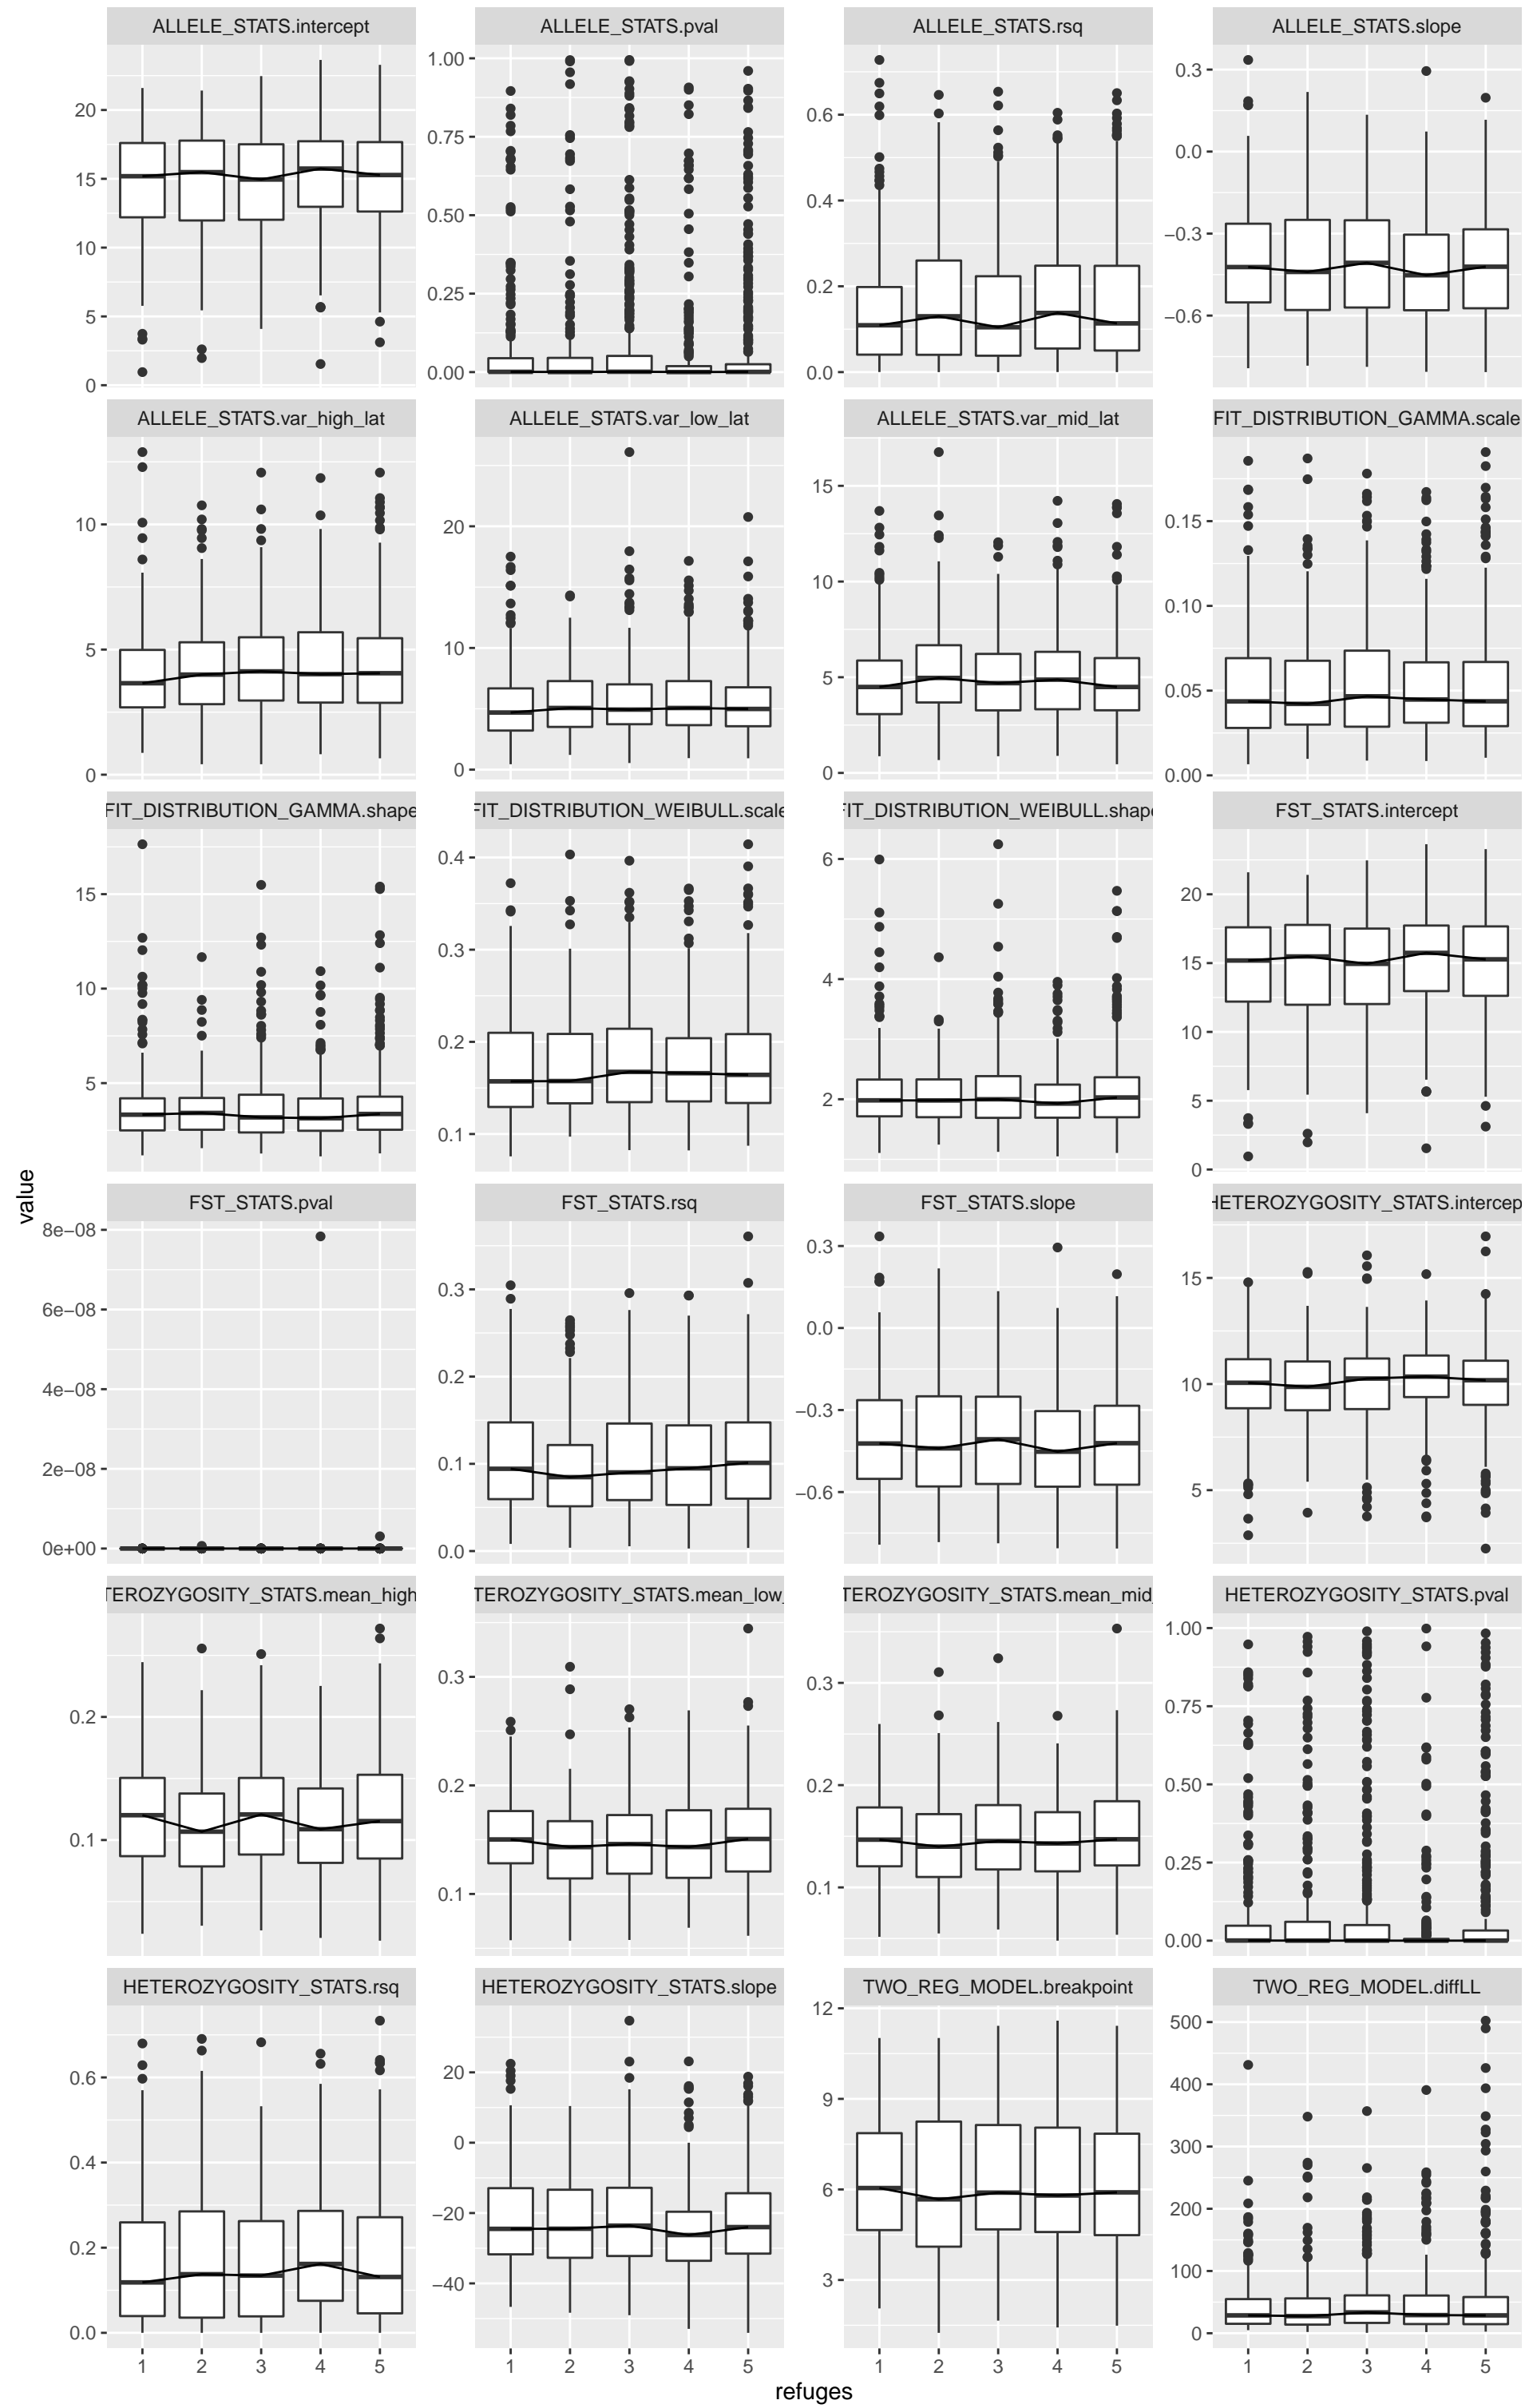 ALLELE_STATS.intercept
ALLELE_STATS.pval
ALLELE_STATS.rsq
ALLELE_STATS.slope
20
15
10
5
0
1.00
0.75
0.50
0.25
0.00
0.6
0.4
0.2
0.0
0.3
0.0
−0.3
−0.6
ALLELE_STATS.var_high_lat
ALLELE_STATS.var_low_lat
ALLELE_STATS.var_mid_lat
FIT_DISTRIBUTION_GAMMA.scale
10
5
0
20
10
0
15
10
5
0
0.15
0.10
0.05
0.00
FIT_DISTRIBUTION_GAMMA.shape
FIT_DISTRIBUTION_WEIBULL.scale
FIT_DISTRIBUTION_WEIBULL.shape
FST_STATS.intercept
15
10
5
0.4
0.3
0.2
0.1
6
4
2
20
15
10
5
0
FST_STATS.pval
FST_STATS.rsq
FST_STATS.slope
HETEROZYGOSITY_STATS.intercep
8e−08
6e−08
4e−08
2e−08
0e+00
0.3
0.2
0.1
0.0
0.3
0.0
−0.3
−0.6
15
10
5
TEROZYGOSITY_STATS.mean_high
TEROZYGOSITY_STATS.mean_low_
TEROZYGOSITY_STATS.mean_mid_
HETEROZYGOSITY_STATS.pval
0.2
0.1
0.3
0.2
0.1
0.3
0.2
0.1
1.00
0.75
0.50
0.25
0.00
HETEROZYGOSITY_STATS.rsq
HETEROZYGOSITY_STATS.slope
TWO_REG_MODEL.breakpoint
TWO_REG_MODEL.diffLL
0.6
0.4
0.2
0.0
20
0
−20
−40
12
9
6
3
500
400
300
200
100
0
1 2 3 4 5
1 2 3 4 5
1 2 3 4 5
1 2 3 4 5
refuges
value